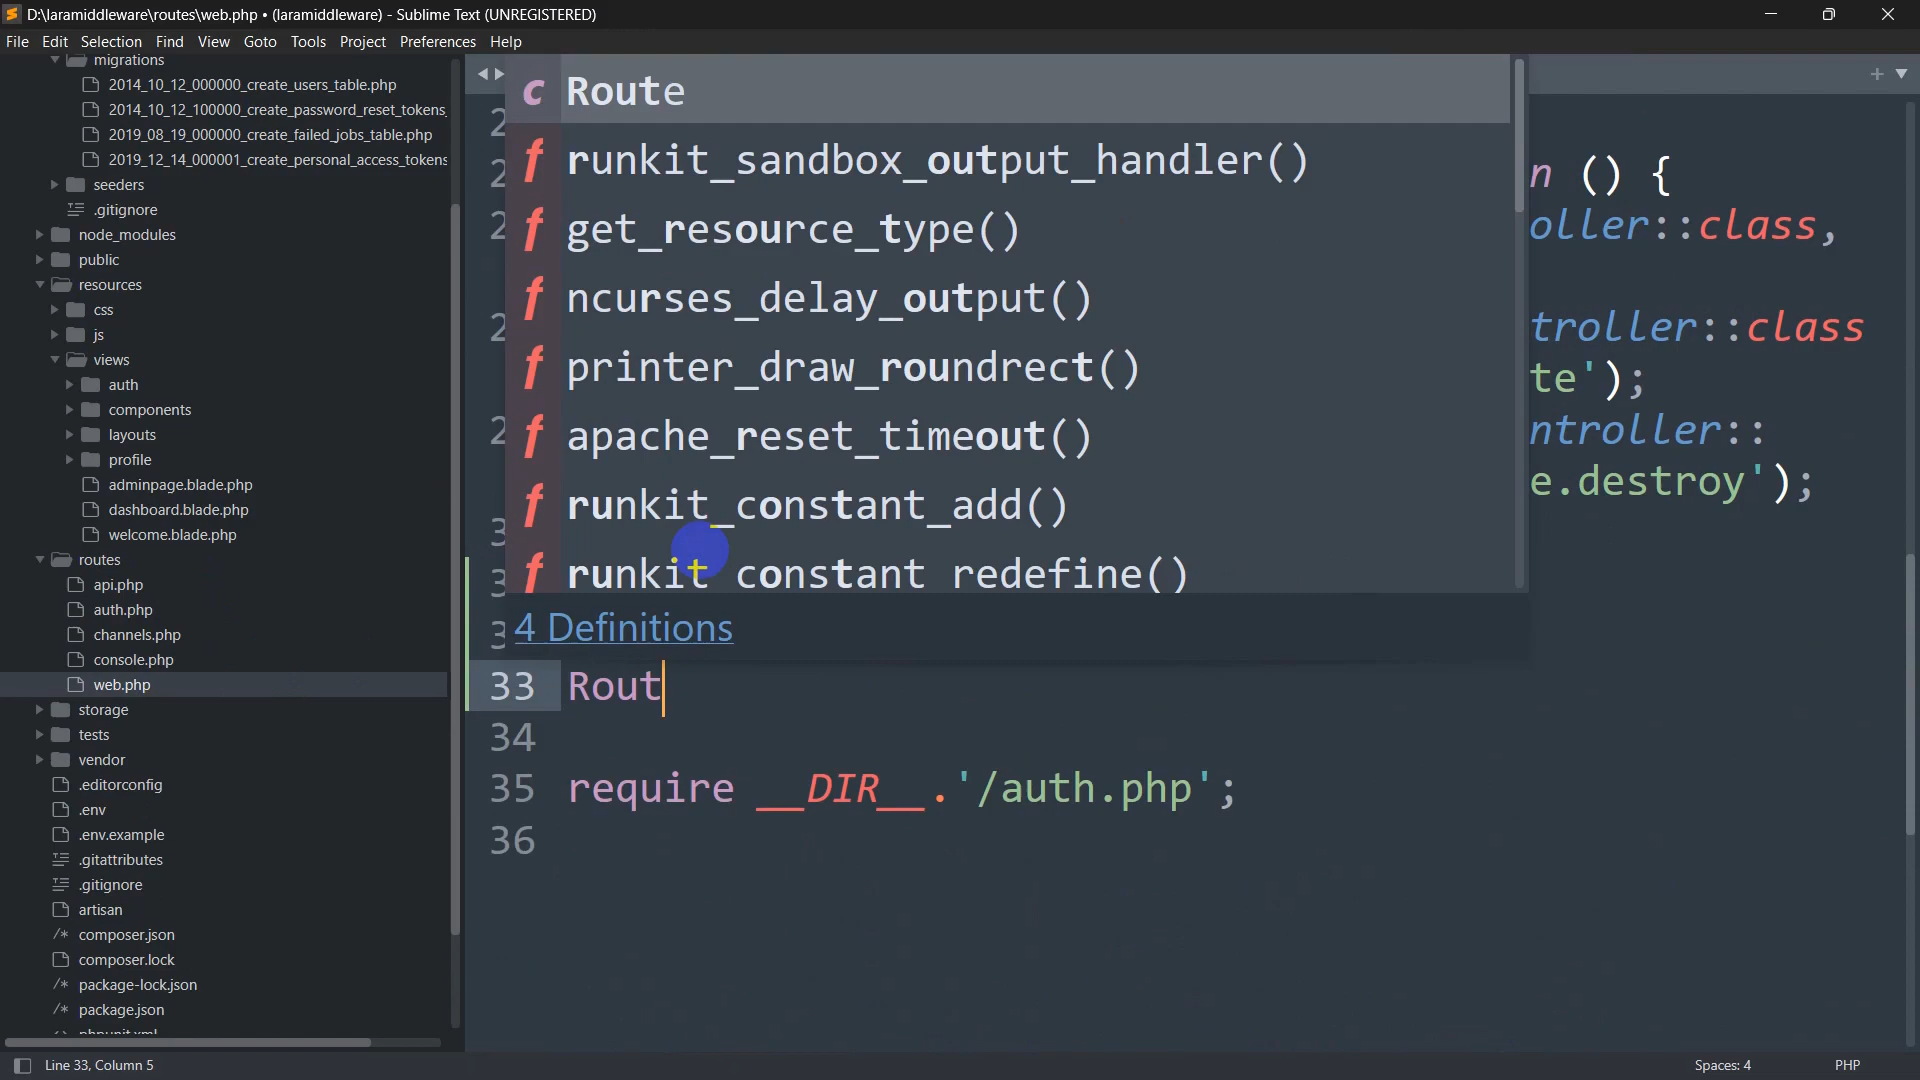 D:\laramiddleware\routes\web.php • (laramiddleware) - Sublime Text (UNREGISTERED)
File Edit Selection Find View Goto Tools Project Preferences Help
migrations
2014_10_12_000000_create_users_table.php
2014_10_12_100000_create_password_reset_tokens_
2019_08_19_000000_create_failed_jobs_table.php
2019_12_14_000001_create_personal_access_tokens
seeders
.gitignore
node_modules
public
resources
css
js
views
auth
components
layouts
profile
adminpage.blade.php
dashboard.blade.php
welcome.blade.php
routes
api.php
auth.php
channels.php
console.php
web.php
storage
tests
vendor
.editorconfig
.env
.env.example
.gitattributes
.gitignore
artisan
composer.json
composer.lock
package-lock.json
package.json
phpunit.xml
c Route
f runkit_sandbox_output_handler()
f get_resource_type()
f ncurses_delay_output()
f printer_draw_roundrect()
f apache_reset_timeout()
f runkit_constant_add()
f runkit_constant_redefine()
4 Definitions
n () {
oller::class,
troller::class
te');
ntroller::
e.destroy');
33 Rout
34
35 require __DIR__.'/auth.php';
36
Line 33, Column 5
Spaces: 4
PHP